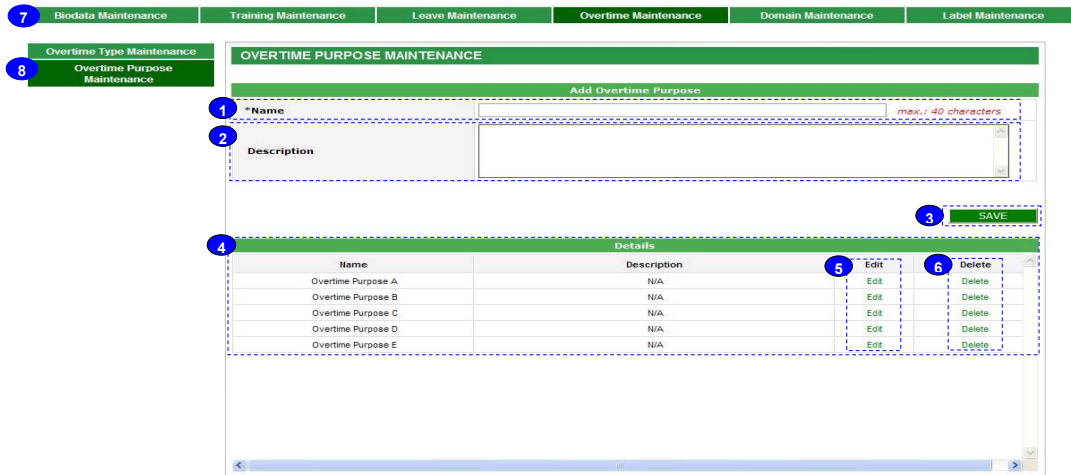 7 Biodata Maintenance Training Maintenance Leave Maintenance Overtime Maintenance Domain Maintenance Label Maintenance
Overtime Type Maintenance
8 Overtime Purpose
Maintenance
OVERTIME PURPOSE MAINTENANCE
Add Overtime Purpose
1 *Name max.: 40 characters
2
Description
3 SAVE
4 Details
Name Description 5 Edit 6 Delete
Overtime Purpose A N/A Edit Delete
Overtime Purpose B N/A Edit Delete
Overtime Purpose C N/A Edit Delete
Overtime Purpose D N/A Edit Delete
Overtime Purpose E N/A Edit Delete